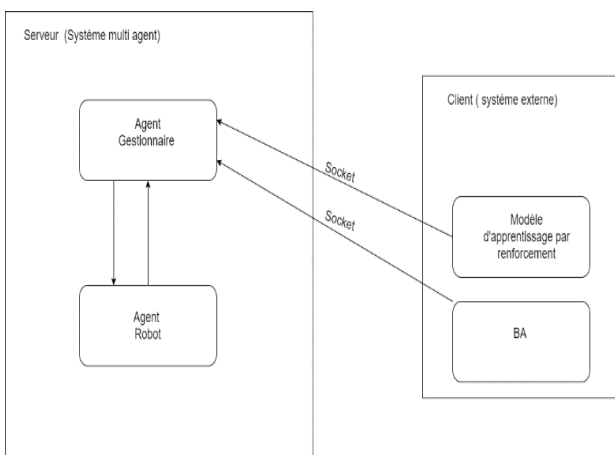 Serveur (Système multi agent)
Agent
Gestionnaire
Agent
Robot
Socket
Socket
Client ( système externe)
Modèle
d'apprentissage par
renforcement
BA